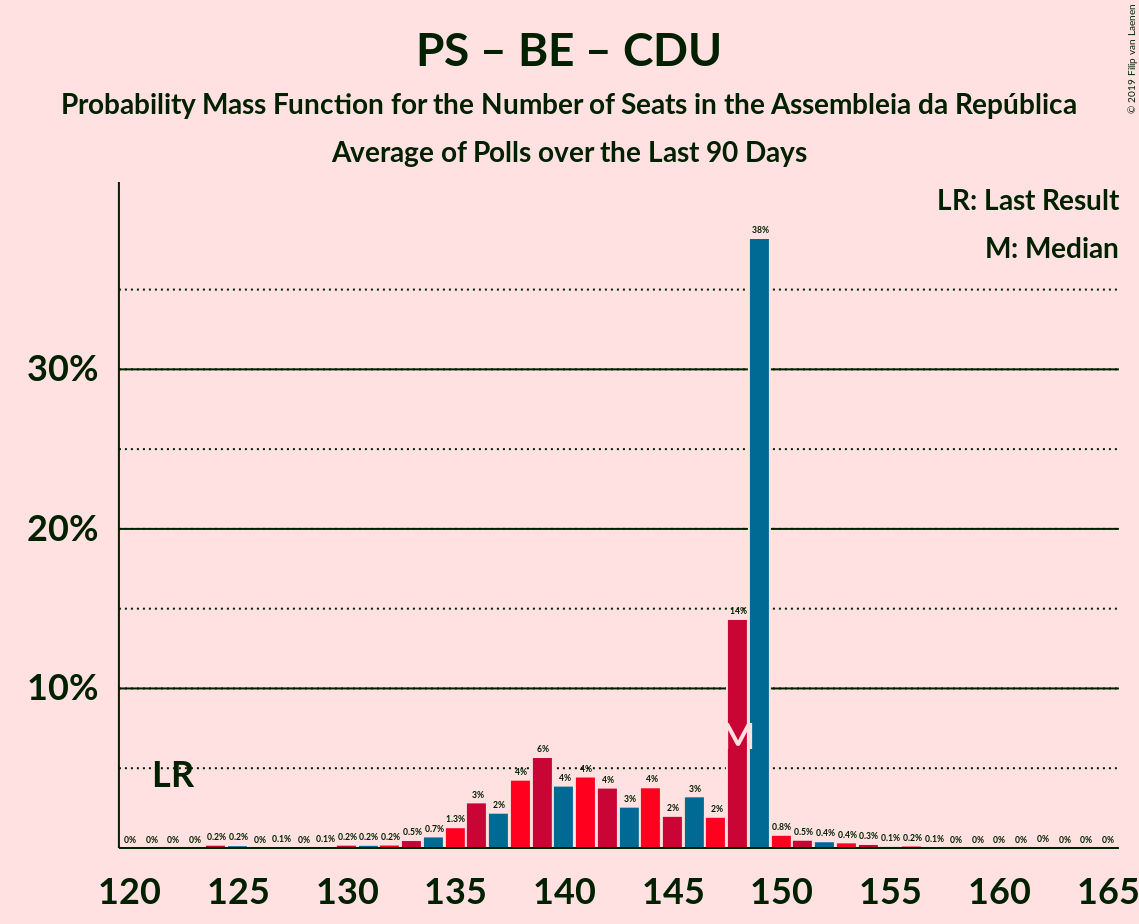 PS – BE – CDU
Probability Mass Function for the Number of Seats in the Assembleia da República
Average of Polls over the Last 90 Days
© 2019 Filip van Laenen
LR: Last Result
M: Median
38%
30%
20%
14%
10%
M
LR
0% 0% 0% 0% 0.2% 0.2% 0% 0.1% 0% 0.1% 0.2% 0.2% 0.2% 0.5% 0.7% 1.3% 3% 2% 4% 6% 4% 4% 4% 3% 4% 2% 3% 2% 0.8% 0.5% 0.4% 0.4% 0.3% 0.1% 0.2% 0.1% 0% 0% 0% 0% 0% 0% 0% 0%
120 125 130 135 140 145 150 155 160 165